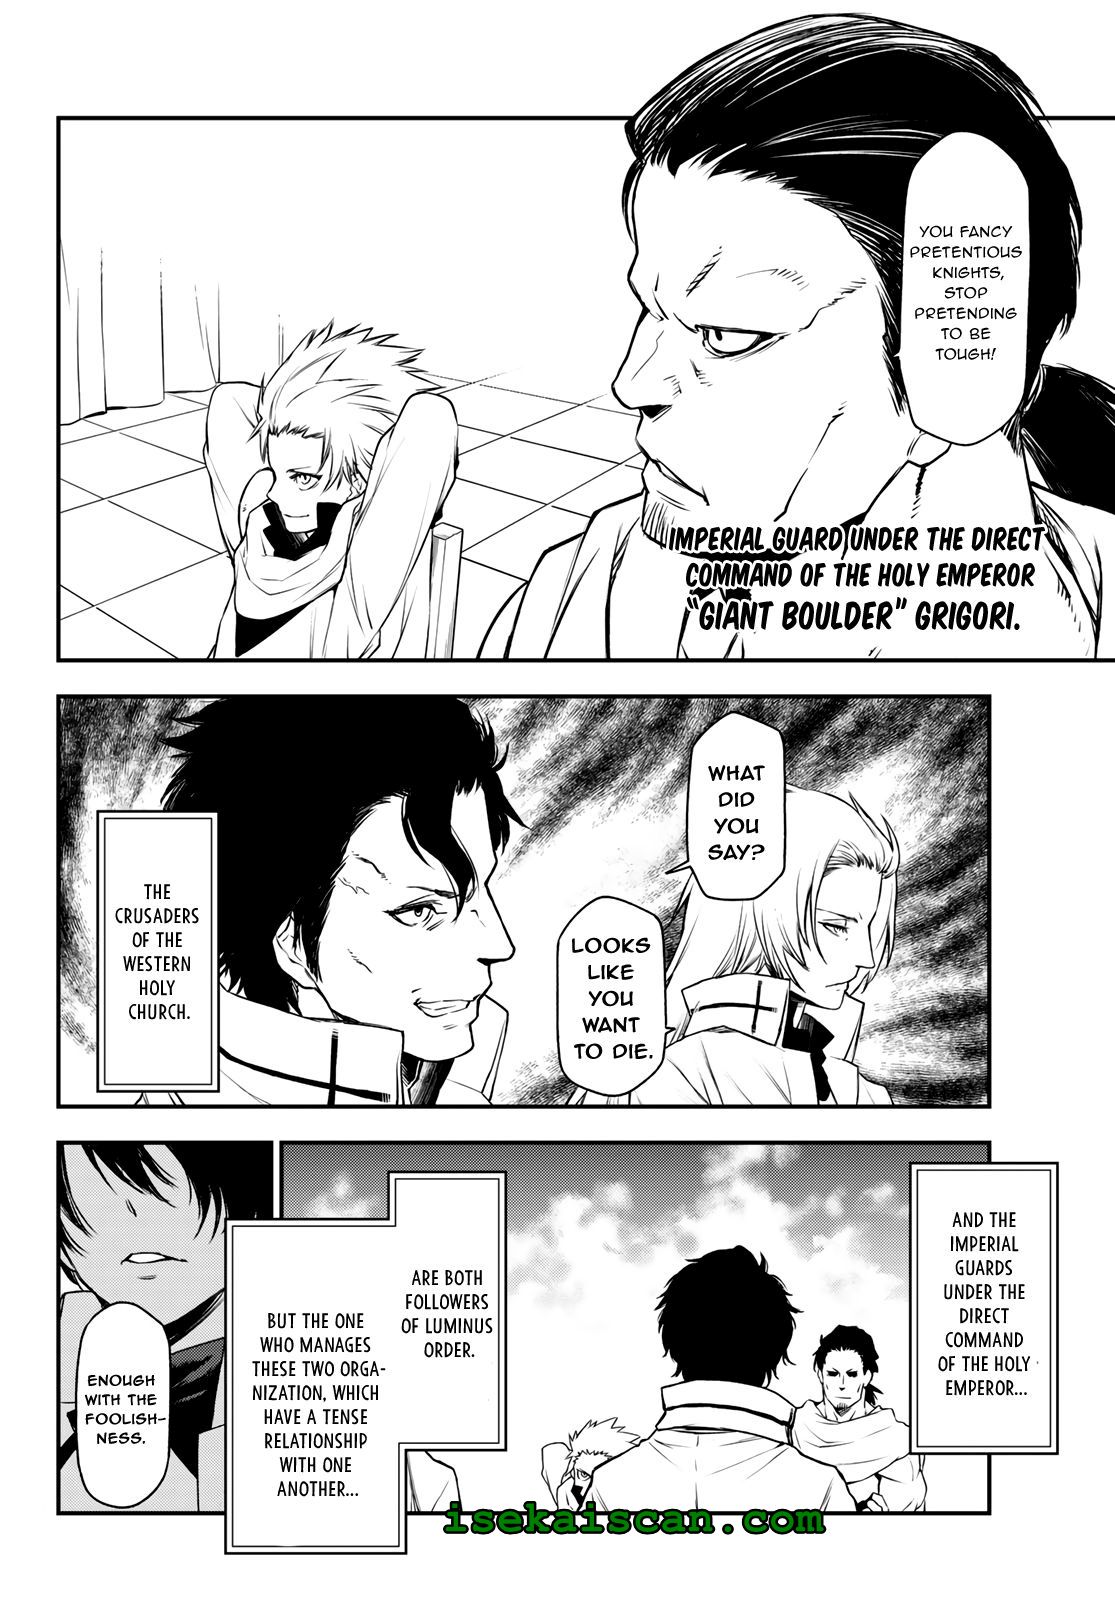 YOU FANCY
PRETENTIOUS
KNIGHTS,
STOP
PRETENDING
TO BE
TOUGH!
IMPERIAL GUARD UNDER THE DIRECT
COMMAND OF THE HOLY EMPEROR
"GIANT BOULDER" GRIGORI.
WHAT
DID
YOU
SAY?
LOOKS
LIKE
YOU
WANT
TO DIE.
THE
CRUSADERS
OF THE
WESTERN
HOLY
CHURCH.
AND THE
IMPERIAL
GUARDS
UNDER THE
DIRECT
COMMAND
OF THE HOLY
EMPEROR...
ARE BOTH
FOLLOWERS
OF LUMINUS
ORDER.
BUT THE ONE
WHO MANAGES
THESE TWO ORGA-
NIZATION, WHICH
HAVE A TENSE
RELATIONSHIP
WITH ONE
ANOTHER...
ENOUGH
WITH THE
FOOLISH-
NESS.
isekaiscan.com